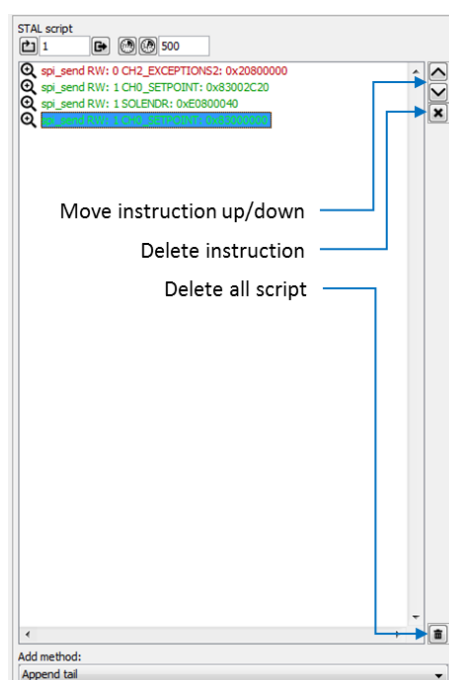 STAL script
1 500
spi_send RW: 0 CH2_EXCEPTIONS2: 0x20800000
spi_send RW: 1 CH0_SETPOINT: 0x83002C20
spi_send RW: 1 SOLENDR: 0xE0800040
spi_send RW: 1 CH0_SETPOINT: 0x83000000
Move instruction up/down
Delete instruction
Delete all script
Add method:
Append tail